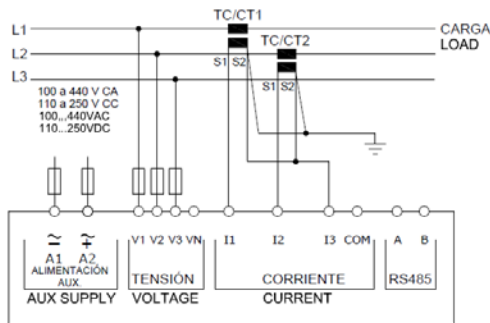 TC/CT1
L1
CARGA
L2
TC/CT2
LOAD
S1 S2
L3
S1 S2
100 a 440 V CA
110 a 250 V CC
100...440VAC
110...250VDC
A1 A2
V1 V2 V3 VN
I1 I2 I3 COM
A B
ALIMENTACIÓN
AUX.
TENSIÓN
CORRIENTE
RS485
AUX SUPPLY
VOLTAGE
CURRENT